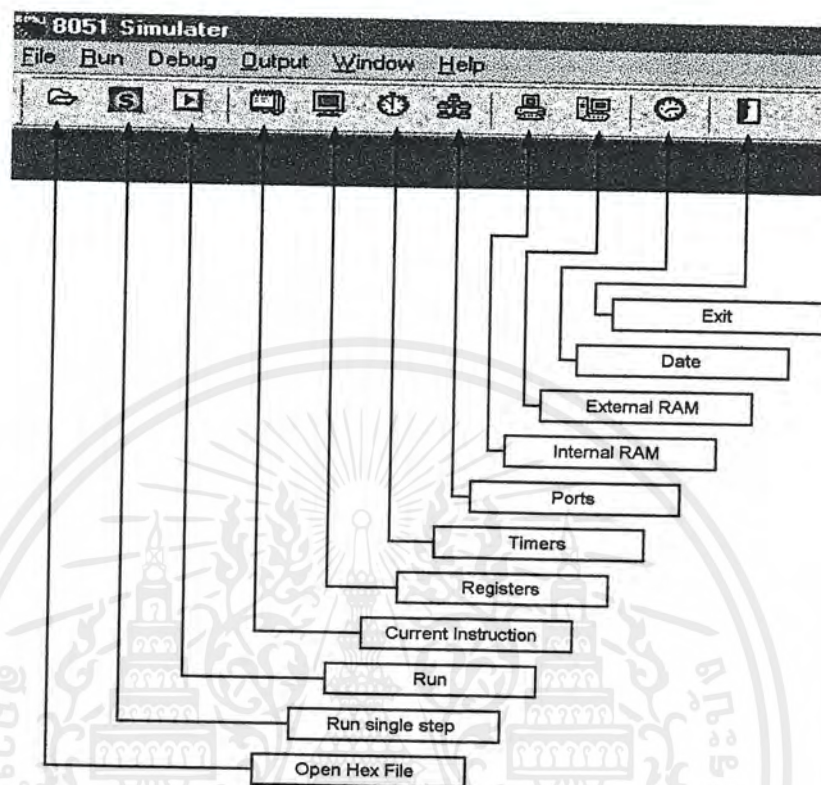 8051 Simulater
File Run Debug Output Window Help
S
Exit
Date
External RAM
Internal RAM
Ports
Timers
Registers
Current Instruction
Run
Run single step
Open Hex File